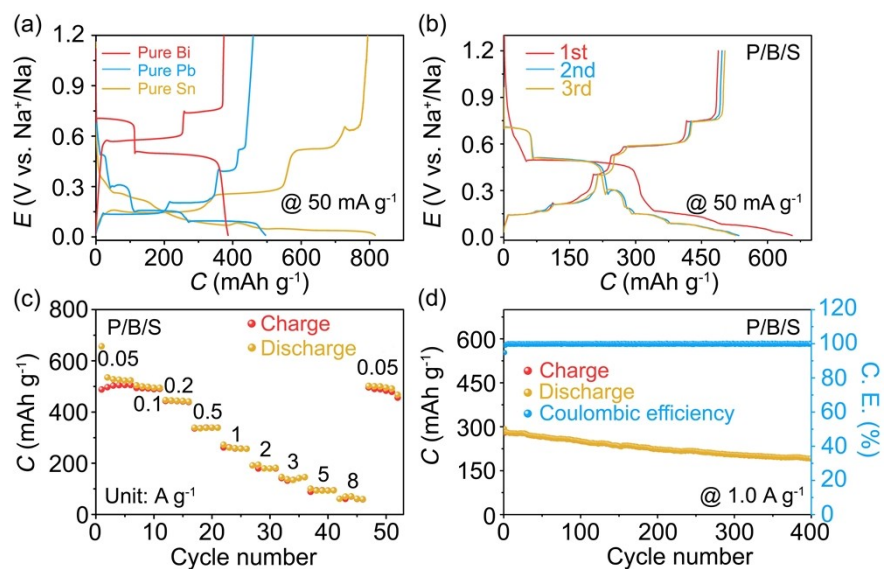 (a)
1.2
0.9
0.6
0.3
0.0
E (V vs. Na⁺/Na)
Pure Bi
Pure Pb
Pure Sn
@ 50 mA g⁻¹
0 200 400 600 800
C (mAh g⁻¹)
(b)
P/B/S
1.2
0.9
0.6
0.3
0.0
E (V vs. Na⁺/Na)
1st
2nd
3rd
@ 50 mA g⁻¹
0 150 300 450 600
C (mAh g⁻¹)
(c)
800
600
400
200
0
C (mAh g⁻¹)
P/B/S
Charge
Discharge
0.05
0.1
0.2
0.5
1
2
3
5
8
0.05
Unit: A g⁻¹
0 10 20 30 40 50
Cycle number
(d)
P/B/S
600
450
300
150
0
C (mAh g⁻¹)
Charge
Discharge
Coulombic efficiency
@ 1.0 A g⁻¹
0 100 200 300 400
Cycle number
120
100
80
60
40
20
0
C. E. (%)